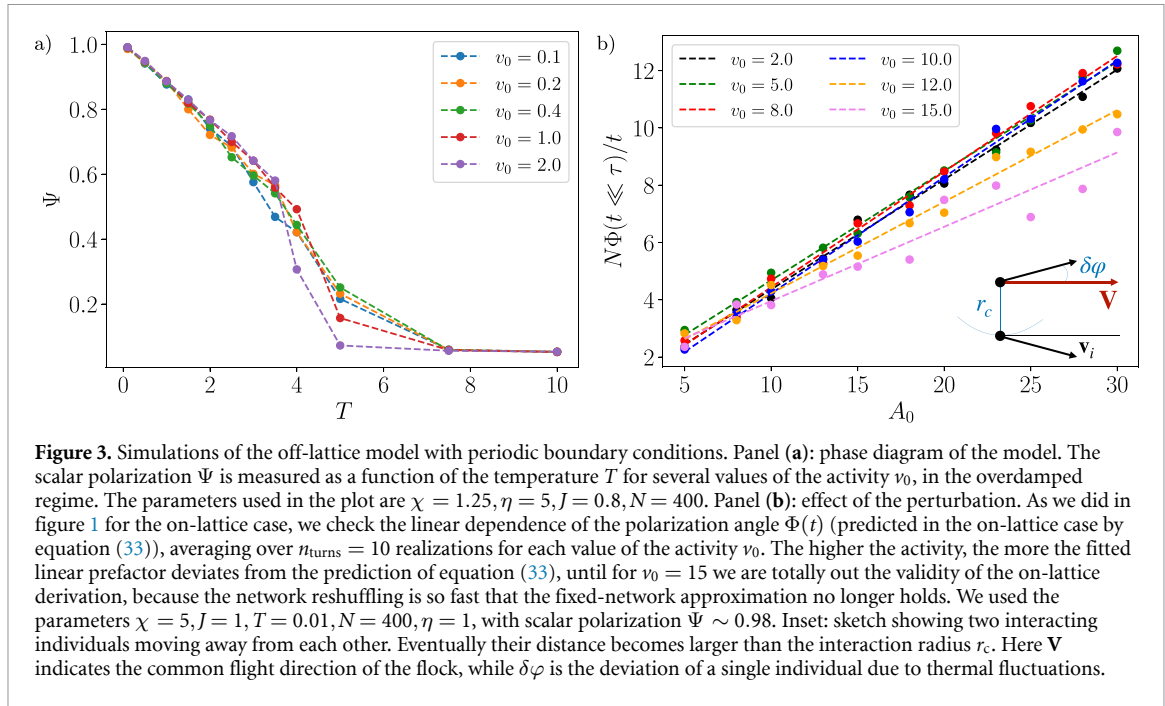 a)
1.0
0.8
0.6
0.4
0.2
Ψ
0
2
4
6
8
10
T
v₀ = 0.1
v₀ = 0.2
v₀ = 0.4
v₀ = 1.0
v₀ = 2.0
b)
12
10
8
6
4
2
NΦ(t ≪ τ)/t
5
10
15
20
25
30
A₀
v₀ = 2.0
v₀ = 5.0
v₀ = 8.0
v₀ = 10.0
v₀ = 12.0
v₀ = 15.0
δφ
r_c
V
v_i
Figure 3. Simulations of the off-lattice model with periodic boundary conditions. Panel (a): phase diagram of the model. The
scalar polarization Ψ is measured as a function of the temperature T for several values of the activity v₀, in the overdamped
regime. The parameters used in the plot are χ = 1.25, η = 5, J = 0.8, N = 400. Panel (b): effect of the perturbation. As we did in
figure 1 for the on-lattice case, we check the linear dependence of the polarization angle Φ(t) (predicted in the on-lattice case by
equation (33)), averaging over n_turns = 10 realizations for each value of the activity v₀. The higher the activity, the more the fitted
linear prefactor deviates from the prediction of equation (33), until for v₀ = 15 we are totally out the validity of the on-lattice
derivation, because the network reshuffling is so fast that the fixed-network approximation no longer holds. We used the
parameters χ = 5, J = 1, T = 0.01, N = 400, η = 1, with scalar polarization Ψ ∼ 0.98. Inset: sketch showing two interacting
individuals moving away from each other. Eventually their distance becomes larger than the interaction radius r_c. Here V
indicates the common flight direction of the flock, while δφ is the deviation of a single individual due to thermal fluctuations.